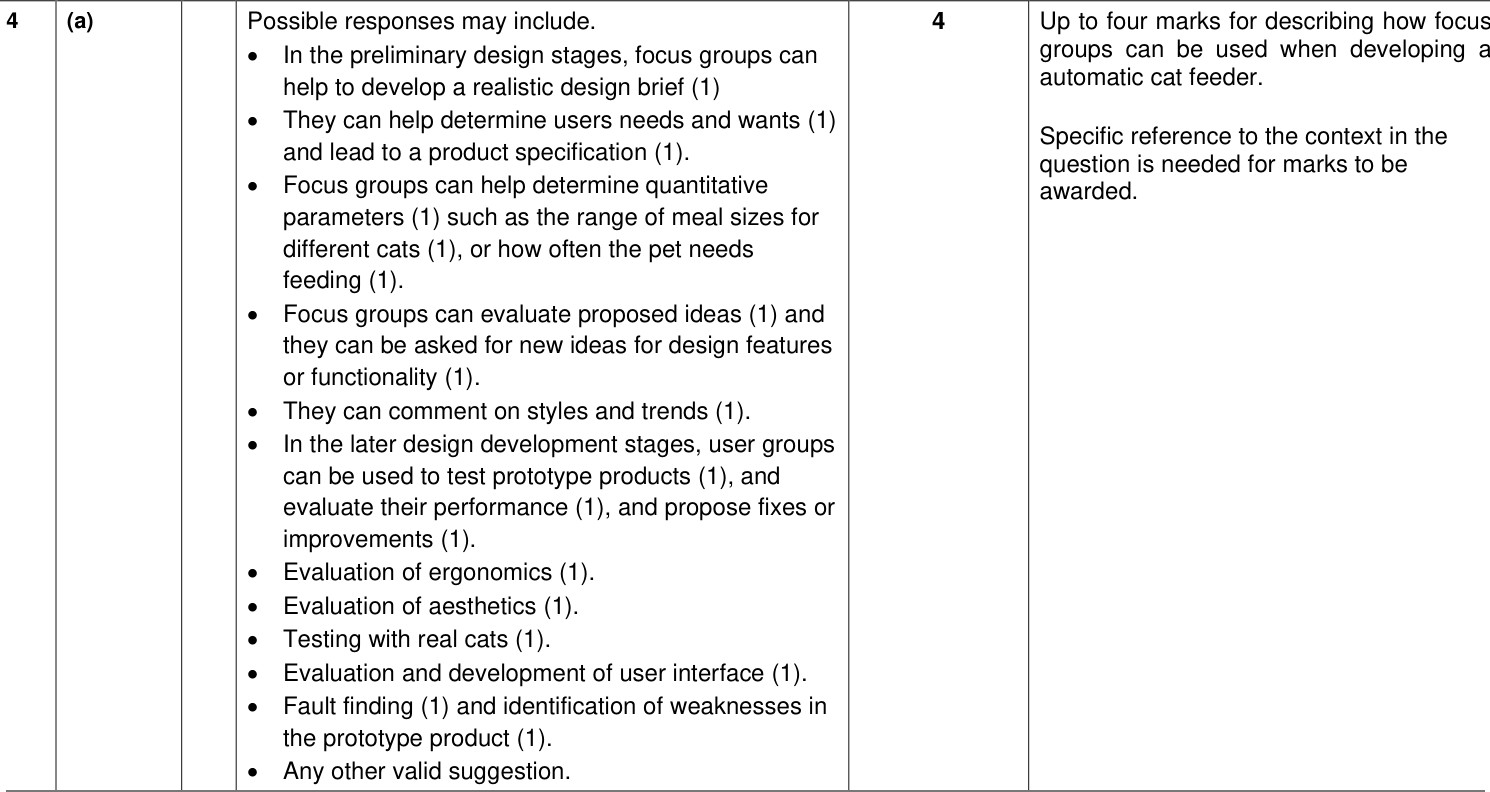 4 (a) Possible responses may include. 4 Up to four marks for describing how focus
groups can be used when developing a
automatic cat feeder.
Specific reference to the context in the
question is needed for marks to be
awarded.
• In the preliminary design stages, focus groups can
help to develop a realistic design brief (1)
• They can help determine users needs and wants (1)
and lead to a product specification (1).
• Focus groups can help determine quantitative
parameters (1) such as the range of meal sizes for
different cats (1), or how often the pet needs
feeding (1).
• Focus groups can evaluate proposed ideas (1) and
they can be asked for new ideas for design features
or functionality (1).
• They can comment on styles and trends (1).
• In the later design development stages, user groups
can be used to test prototype products (1), and
evaluate their performance (1), and propose fixes or
improvements (1).
• Evaluation of ergonomics (1).
• Evaluation of aesthetics (1).
• Testing with real cats (1).
• Evaluation and development of user interface (1).
• Fault finding (1) and identification of weaknesses in
the prototype product (1).
• Any other valid suggestion.